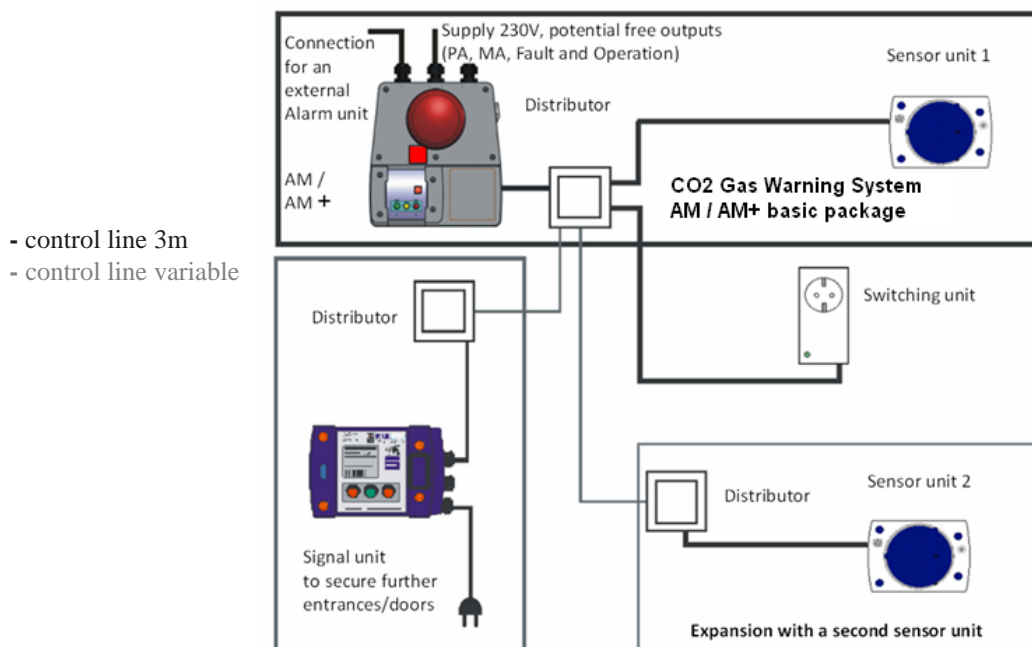 Connection
for an
external
Alarm unit
Supply 230V, potential free outputs
(PA, MA, Fault and Operation)
Sensor unit 1
Distributor
AM /
AM +
CO2 Gas Warning System
AM / AM+ basic package
- control line 3m
- control line variable
Distributor
Switching unit
Distributor
Sensor unit 2
Signal unit
to secure further
entrances/doors
Expansion with a second sensor unit